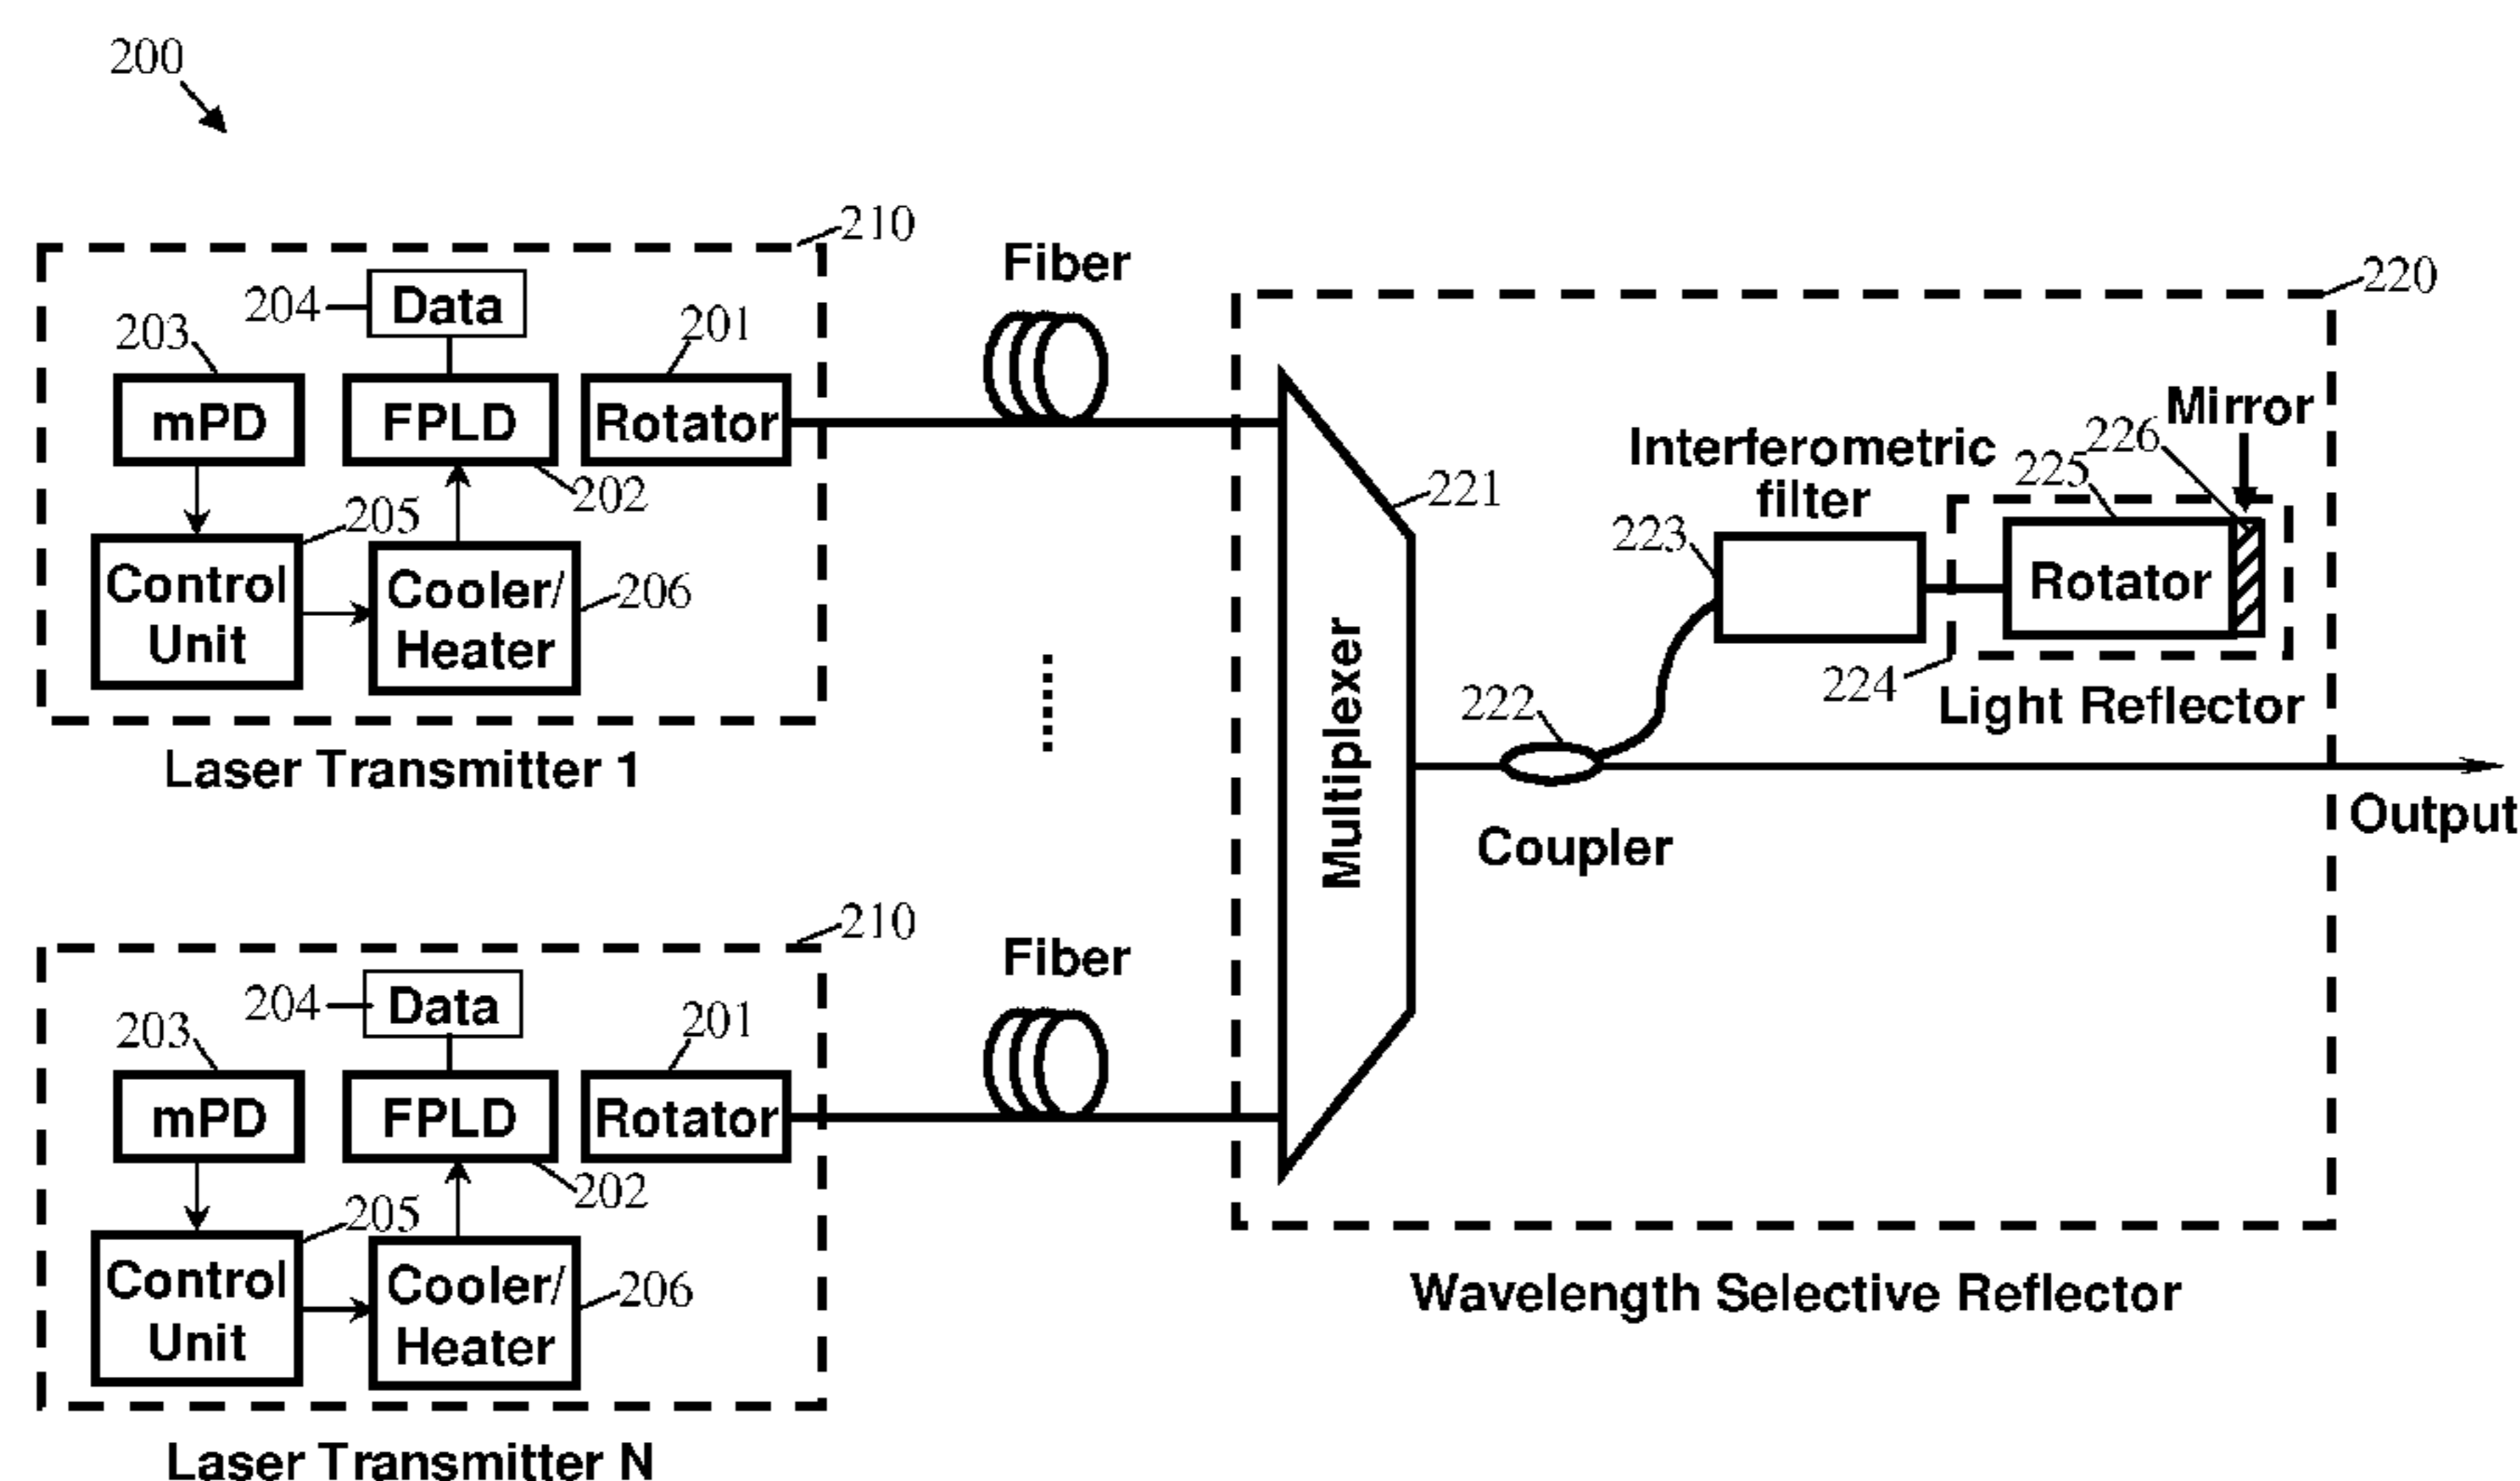 200
210
Fiber
220
204
Data
203
201
mPD
FPLD
Rotator
202
205
Control
Unit
Cooler/
Heater
206
Laser Transmitter 1
Multiplexer
221
Interferometric
filter
223
Mirror
226
225
Rotator
224
Light Reflector
222
Coupler
Output
210
Fiber
204
Data
203
201
mPD
FPLD
Rotator
202
205
Control
Unit
Cooler/
Heater
206
Laser Transmitter N
Wavelength Selective Reflector